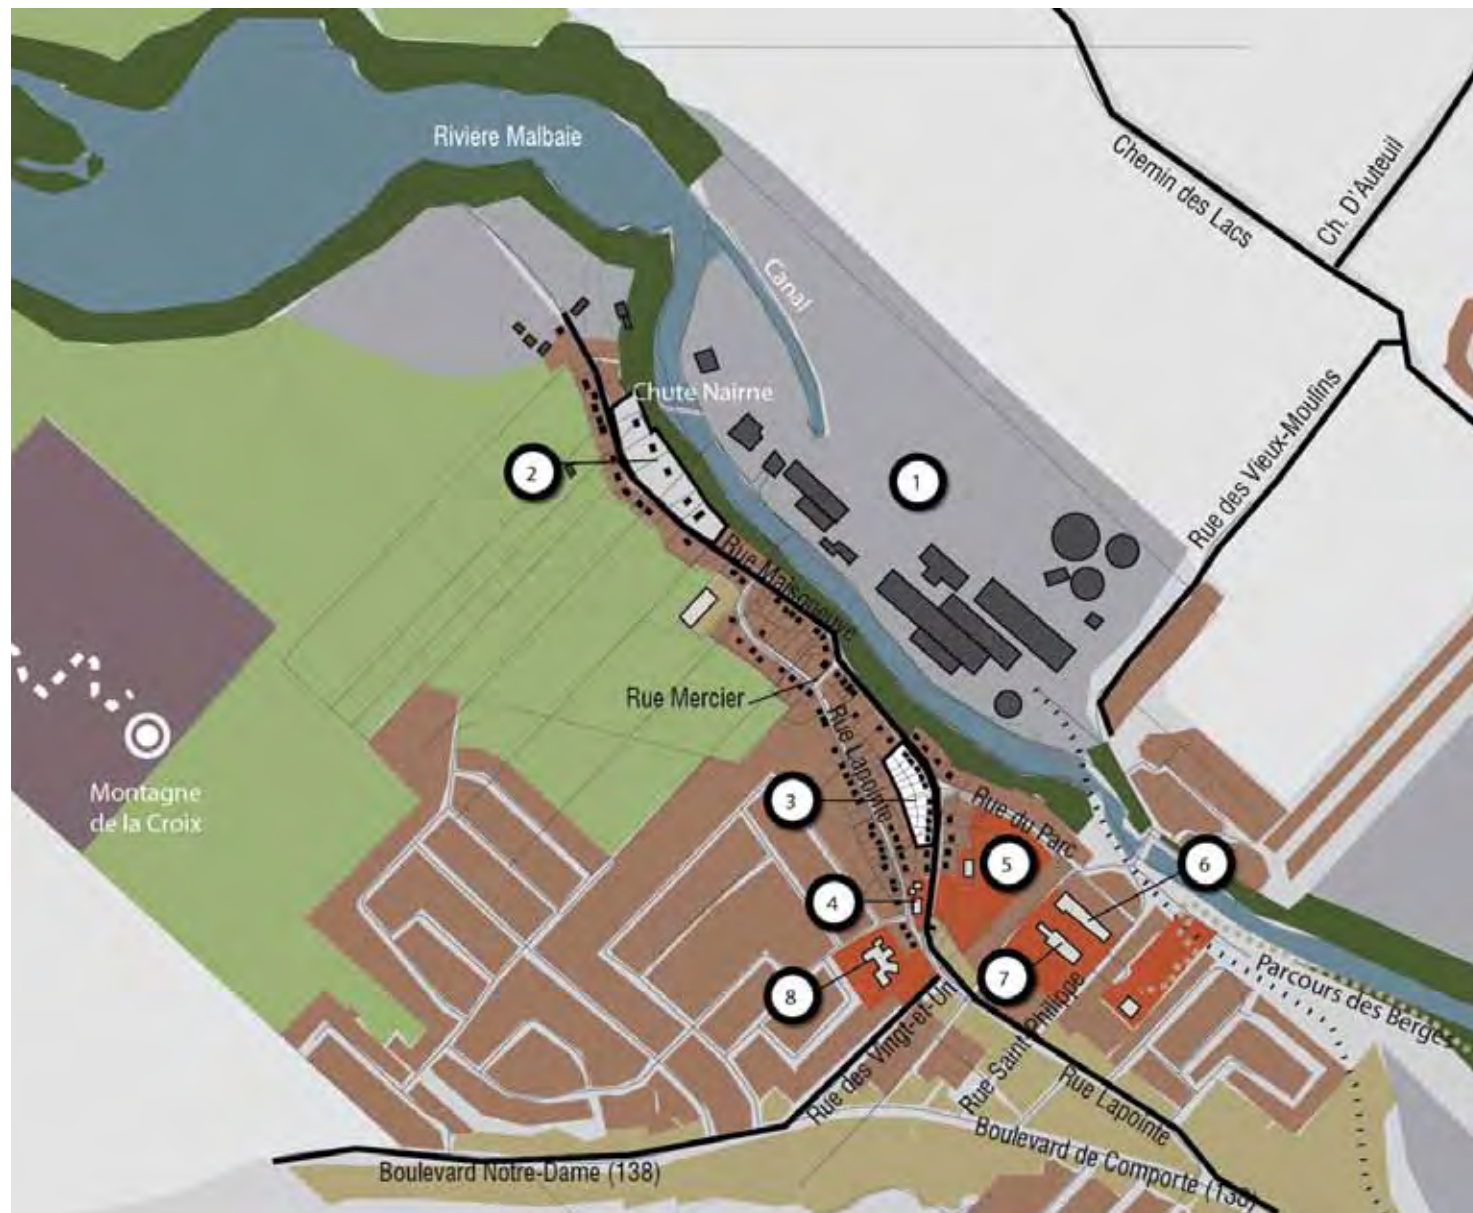 Riviere Malbaie
Chemin des Lacs
Ch. D'Auteuil
Canal
Chute Nairne
Rue des Vieux-Moulins
2
1
Rue Maisoneuve
Rue Mercier
Rue Lapointe
Montagne
de la Croix
3
Rue du Parc
5
6
4
7
8
Parcours des Berges
Rue des Vingt-et-Un
Rue Saint-Philippe
Rue Lapointe
Boulevard de Comporte (138)
Boulevard Notre-Dame (138)